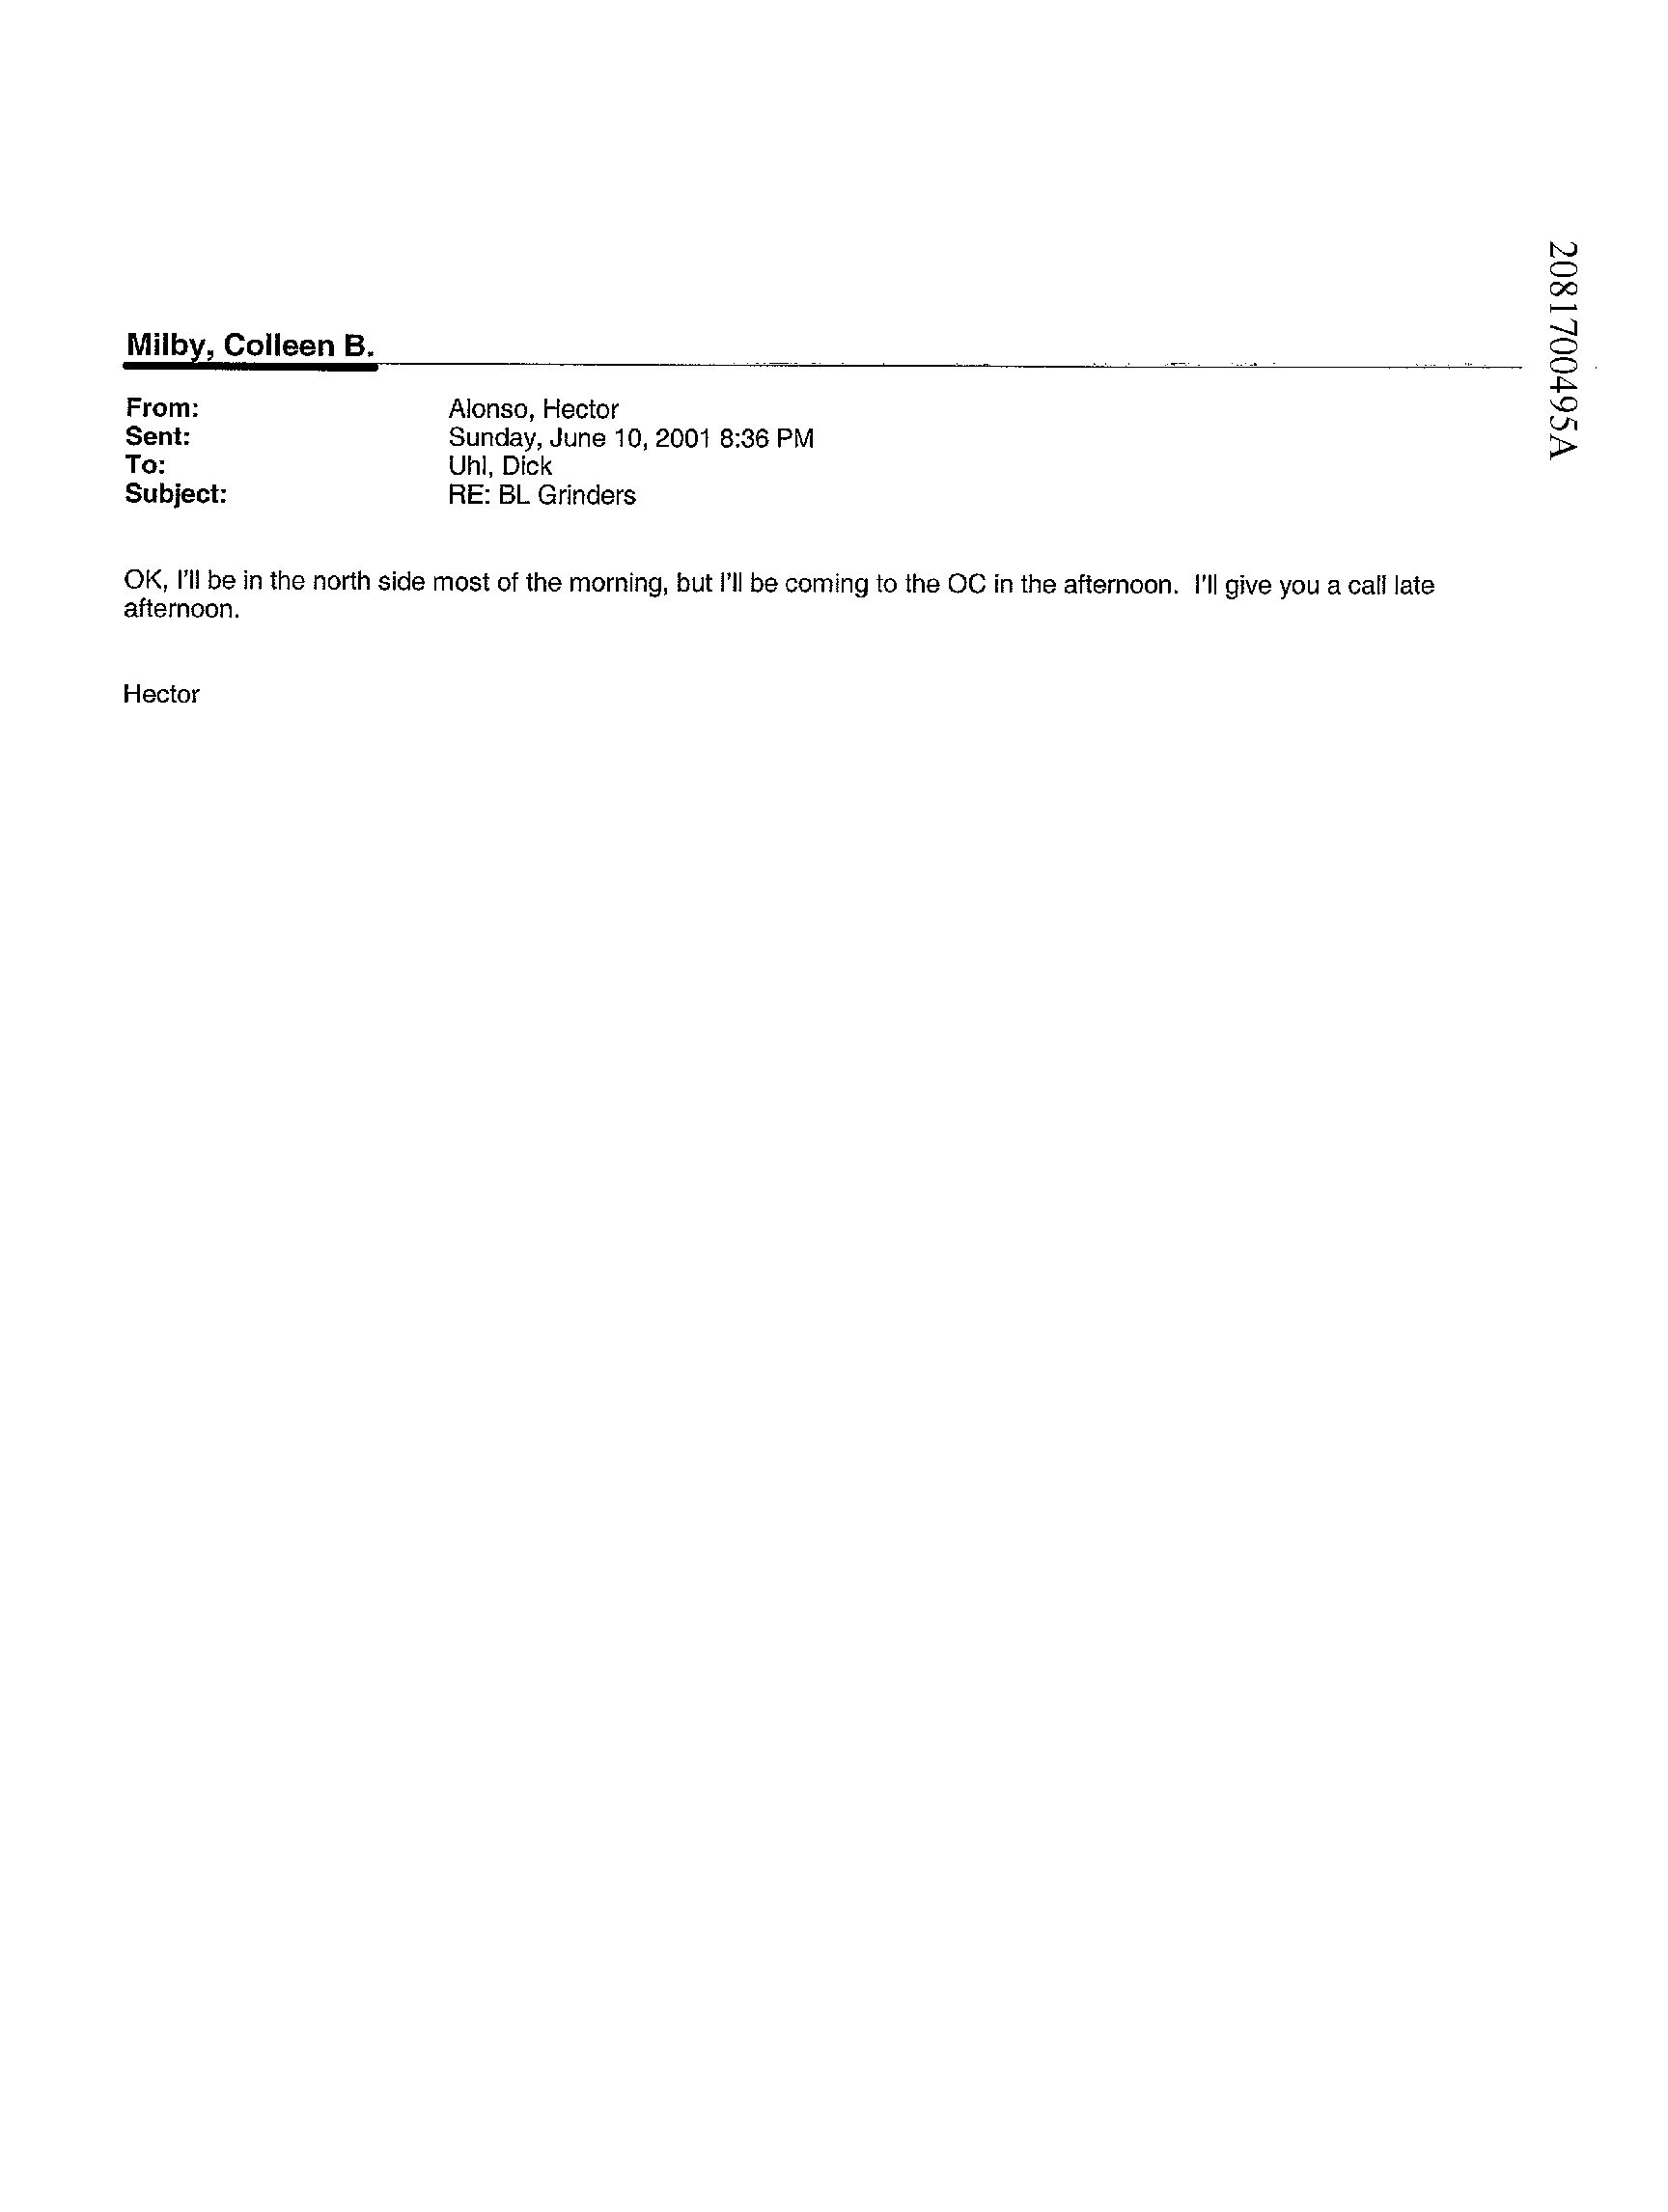 2081700495A
Milby, Colleen B.
From: Alonso, Hector
Sent: Sunday, June 10, 2001 8:36 PM
To: Uhl, Dick
Subject: RE: BL Grinders
OK, I'll be in the north side most of the morning, but I'll be coming to the OC in the afternoon.  I'll give you a call late
afternoon.
Hector